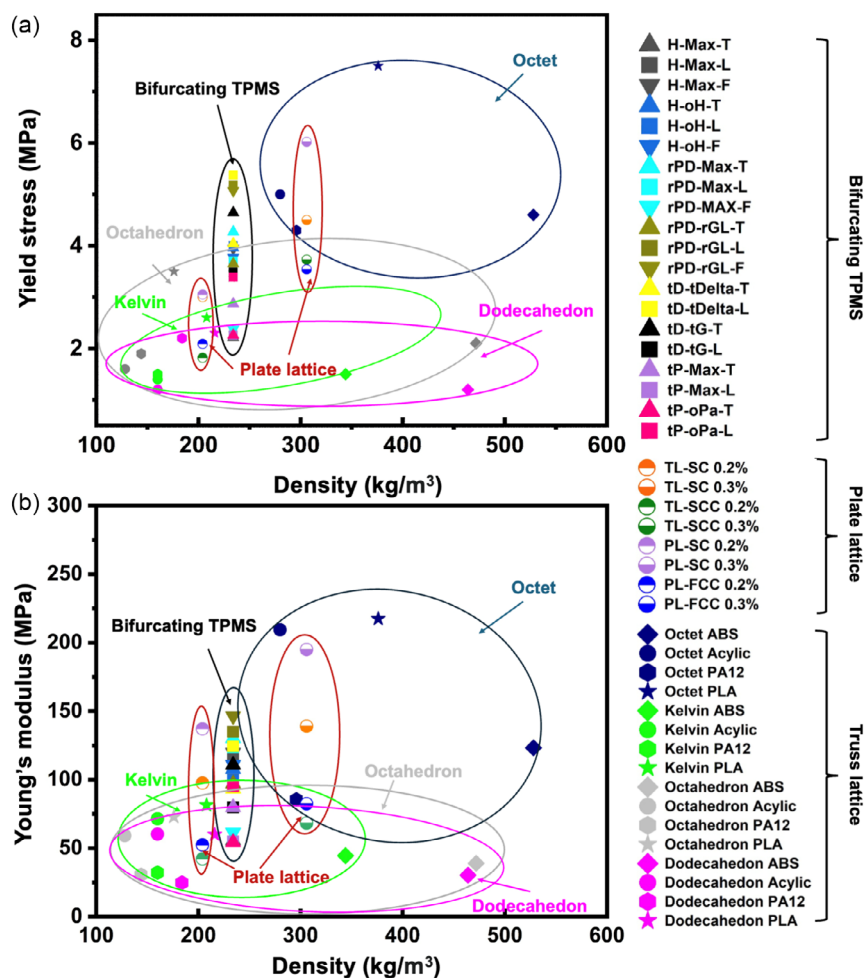 (a)
8
6
4
2
Yield stress (MPa)
Octet
Bifurcating TPMS
Octahedron
Kelvin
Dodecahedon
Plate lattice
100 200 300 400 500 600
Density (kg/m³)
(b)
300
250
200
150
100
50
0
Young's modulus (MPa)
Octet
Bifurcating TPMS
Kelvin
Octahedron
Plate lattice
Dodecahedon
100 200 300 400 500 600
Density (kg/m³)
H-Max-T
H-Max-L
H-Max-F
H-oH-T
H-oH-L
H-oH-F
rPD-Max-T
rPD-Max-L
rPD-MAX-F
rPD-rGL-T
rPD-rGL-L
rPD-rGL-F
tD-tDelta-T
tD-tDelta-L
tD-tG-T
tD-tG-L
tP-Max-T
tP-Max-L
tP-oPa-T
tP-oPa-L
Bifurcating TPMS
TL-SC 0.2%
TL-SC 0.3%
TL-SCC 0.2%
TL-SCC 0.3%
PL-SC 0.2%
PL-SC 0.3%
PL-FCC 0.2%
PL-FCC 0.3%
Plate lattice
Octet ABS
Octet Acylic
Octet PA12
Octet PLA
Kelvin ABS
Kelvin Acylic
Kelvin PA12
Kelvin PLA
Octahedron ABS
Octahedron Acylic
Octahedron PA12
Octahedron PLA
Dodecahedon ABS
Dodecahedon Acylic
Dodecahedon PA12
Dodecahedon PLA
Truss lattice